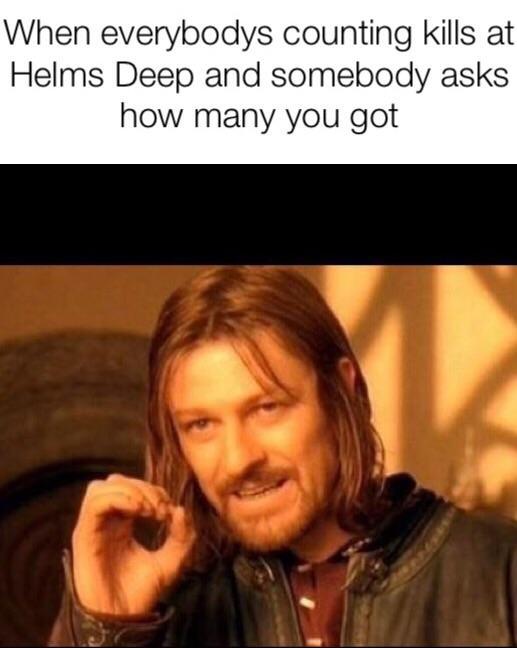 When everybodys counting kills at
Helms Deep and somebody asks
how many you got